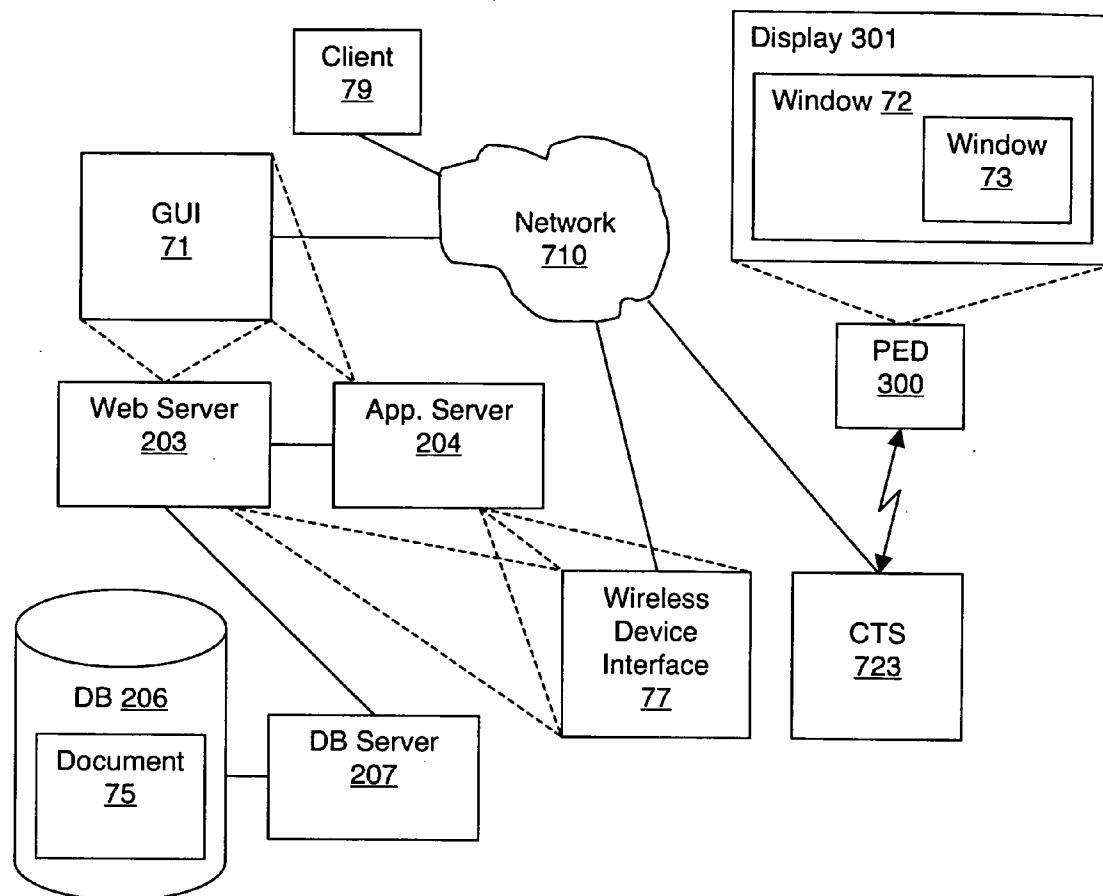 Client
79
Display 301
Window 72
Window
73
GUI
71
Network
710
PED
300
Web Server
203
App. Server
204
Wireless
Device
Interface
77
CTS
723
DB 206
Document
75
DB Server
207